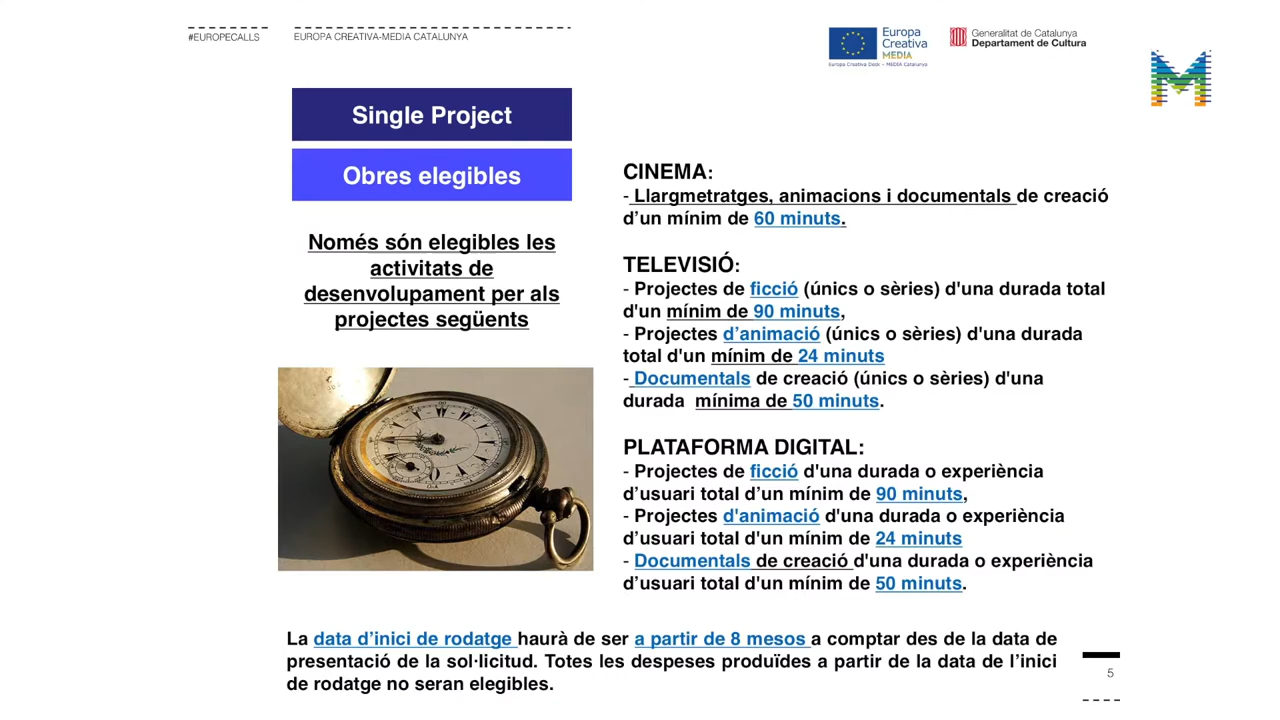 #EUROPECALLS
EUROPA CREATIVA-MEDIA CATALUNYA
Europa
Creativa
MEDIA
Europa Creativa Desk – MEDIA Catalunya
Generalitat de Catalunya
Departament de Cultura
Single Project
Obres elegibles
Només són elegibles les
activitats de
desenvolupament per als
projectes següents
CINEMA:
- Llargmetratges, animacions i documentals de creació
d’un mínim de 60 minuts.
TELEVISIÓ:
- Projectes de ficció (únics o sèries) d'una durada total
d'un mínim de 90 minuts,
- Projectes d’animació (únics o sèries) d'una durada
total d'un mínim de 24 minuts
- Documentals de creació (únics o sèries) d'una
durada mínima de 50 minuts.
PLATAFORMA DIGITAL:
- Projectes de ficció d'una durada o experiència
d’usuari total d’un mínim de 90 minuts,
- Projectes d'animació d'una durada o experiència
d’usuari total d'un mínim de 24 minuts
- Documentals de creació d'una durada o experiència
d’usuari total d'un mínim de 50 minuts.
La data d’inici de rodatge haurà de ser a partir de 8 mesos a comptar des de la data de
presentació de la sol·licitud. Totes les despeses produïdes a partir de la data de l’inici
de rodatge no seran elegibles.
5